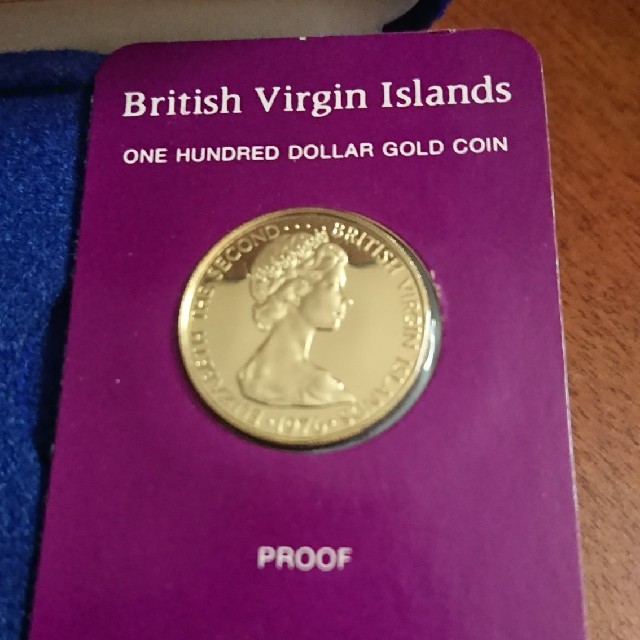 British Virgin Islands
ONE HUNDRED DOLLAR GOLD COIN
ELIZABETH THE SECOND.... BRITISH VIRGIN ISLANDS
•1976•
PROOF